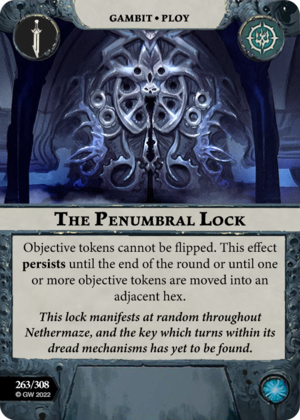 GAMBIT • PLOY
THE PENUMBRAL LOCK
Objective tokens cannot be flipped. This effect
persists until the end of the round or until one
or more objective tokens are moved into an
adjacent hex.
This lock manifests at random throughout
Nethermaze, and the key which turns within its
dread mechanisms has yet to be found.
263/308
© GW 2022